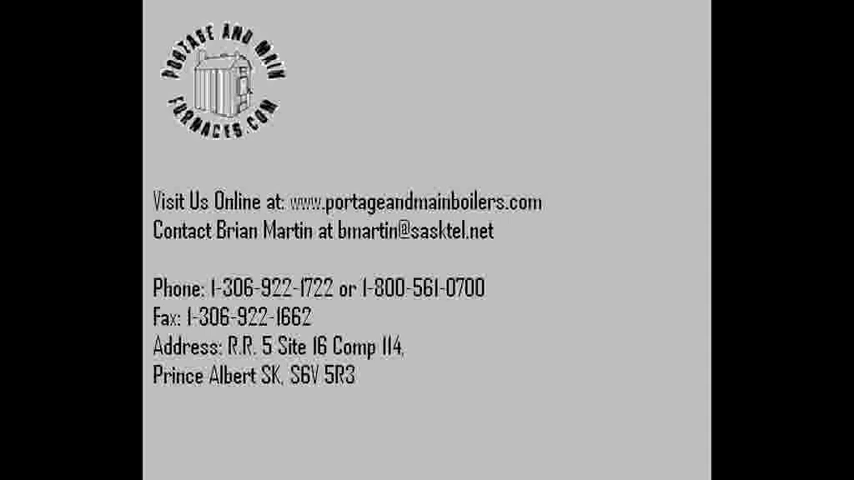 PORTAGE AND MAIN
FURNACES.COM
Visit Us Online at: www.portageandmainboilers.com
Contact Brian Martin at bmartin@sasktel.net
Phone: 1-306-922-1722 or 1-800-561-0700
Fax: 1-306-922-1662
Address: R.R. 5 Site 16 Comp 114,
Prince Albert SK, S6V 5R3